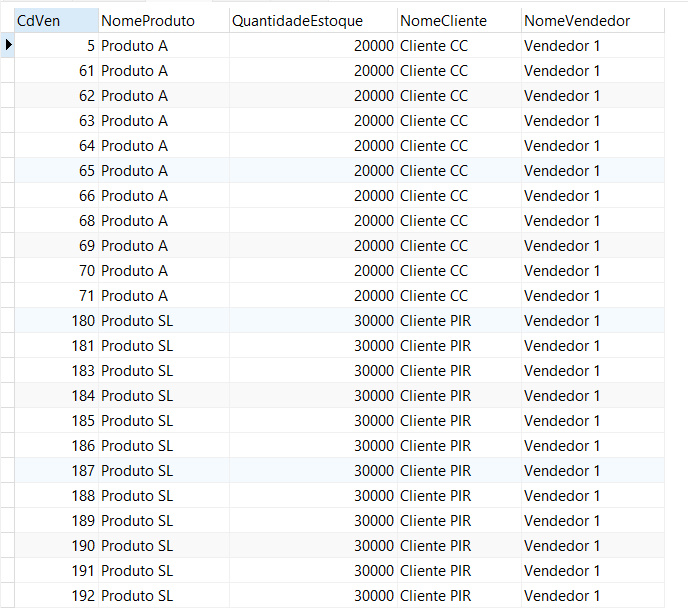 CdVen NomeProduto QuantidadeEstoque NomeCliente NomeVendedor
5 Produto A 20000 Cliente CC Vendedor 1
61 Produto A 20000 Cliente CC Vendedor 1
62 Produto A 20000 Cliente CC Vendedor 1
63 Produto A 20000 Cliente CC Vendedor 1
64 Produto A 20000 Cliente CC Vendedor 1
65 Produto A 20000 Cliente CC Vendedor 1
66 Produto A 20000 Cliente CC Vendedor 1
68 Produto A 20000 Cliente CC Vendedor 1
69 Produto A 20000 Cliente CC Vendedor 1
70 Produto A 20000 Cliente CC Vendedor 1
71 Produto A 20000 Cliente CC Vendedor 1
180 Produto SL 30000 Cliente PIR Vendedor 1
181 Produto SL 30000 Cliente PIR Vendedor 1
183 Produto SL 30000 Cliente PIR Vendedor 1
184 Produto SL 30000 Cliente PIR Vendedor 1
185 Produto SL 30000 Cliente PIR Vendedor 1
186 Produto SL 30000 Cliente PIR Vendedor 1
187 Produto SL 30000 Cliente PIR Vendedor 1
188 Produto SL 30000 Cliente PIR Vendedor 1
189 Produto SL 30000 Cliente PIR Vendedor 1
190 Produto SL 30000 Cliente PIR Vendedor 1
191 Produto SL 30000 Cliente PIR Vendedor 1
192 Produto SL 30000 Cliente PIR Vendedor 1